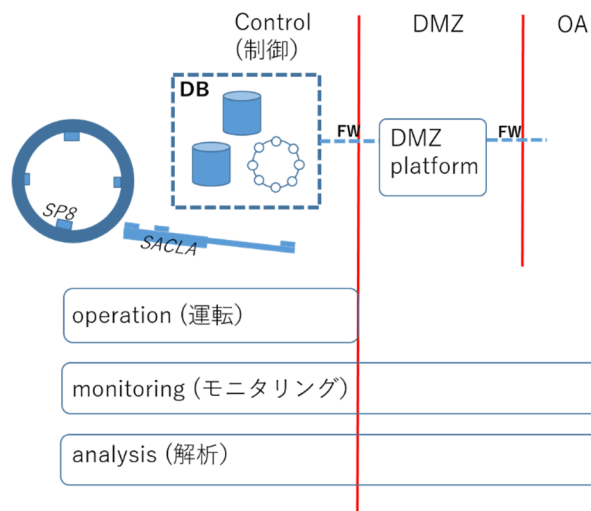 Control
(制御)
DMZ
OA
DB
FW
DMZ
platform
FW
SP8
SACLA
operation (運転)
monitoring (モニタリング)
analysis (解析)